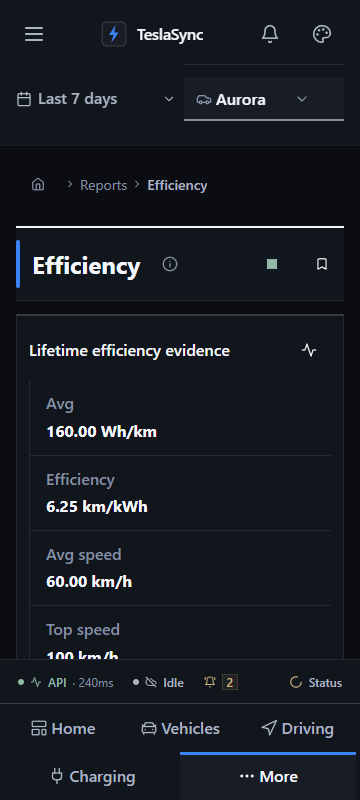 TeslaSync
Last 7 days
Aurora
Reports
Efficiency
Efficiency
Lifetime efficiency evidence
Avg
160.00 Wh/km
Efficiency
6.25 km/kWh
Avg speed
60.00 km/h
Top speed
100 km/h
API · 240ms
Idle
2
Status
Home
Vehicles
Driving
Charging
More